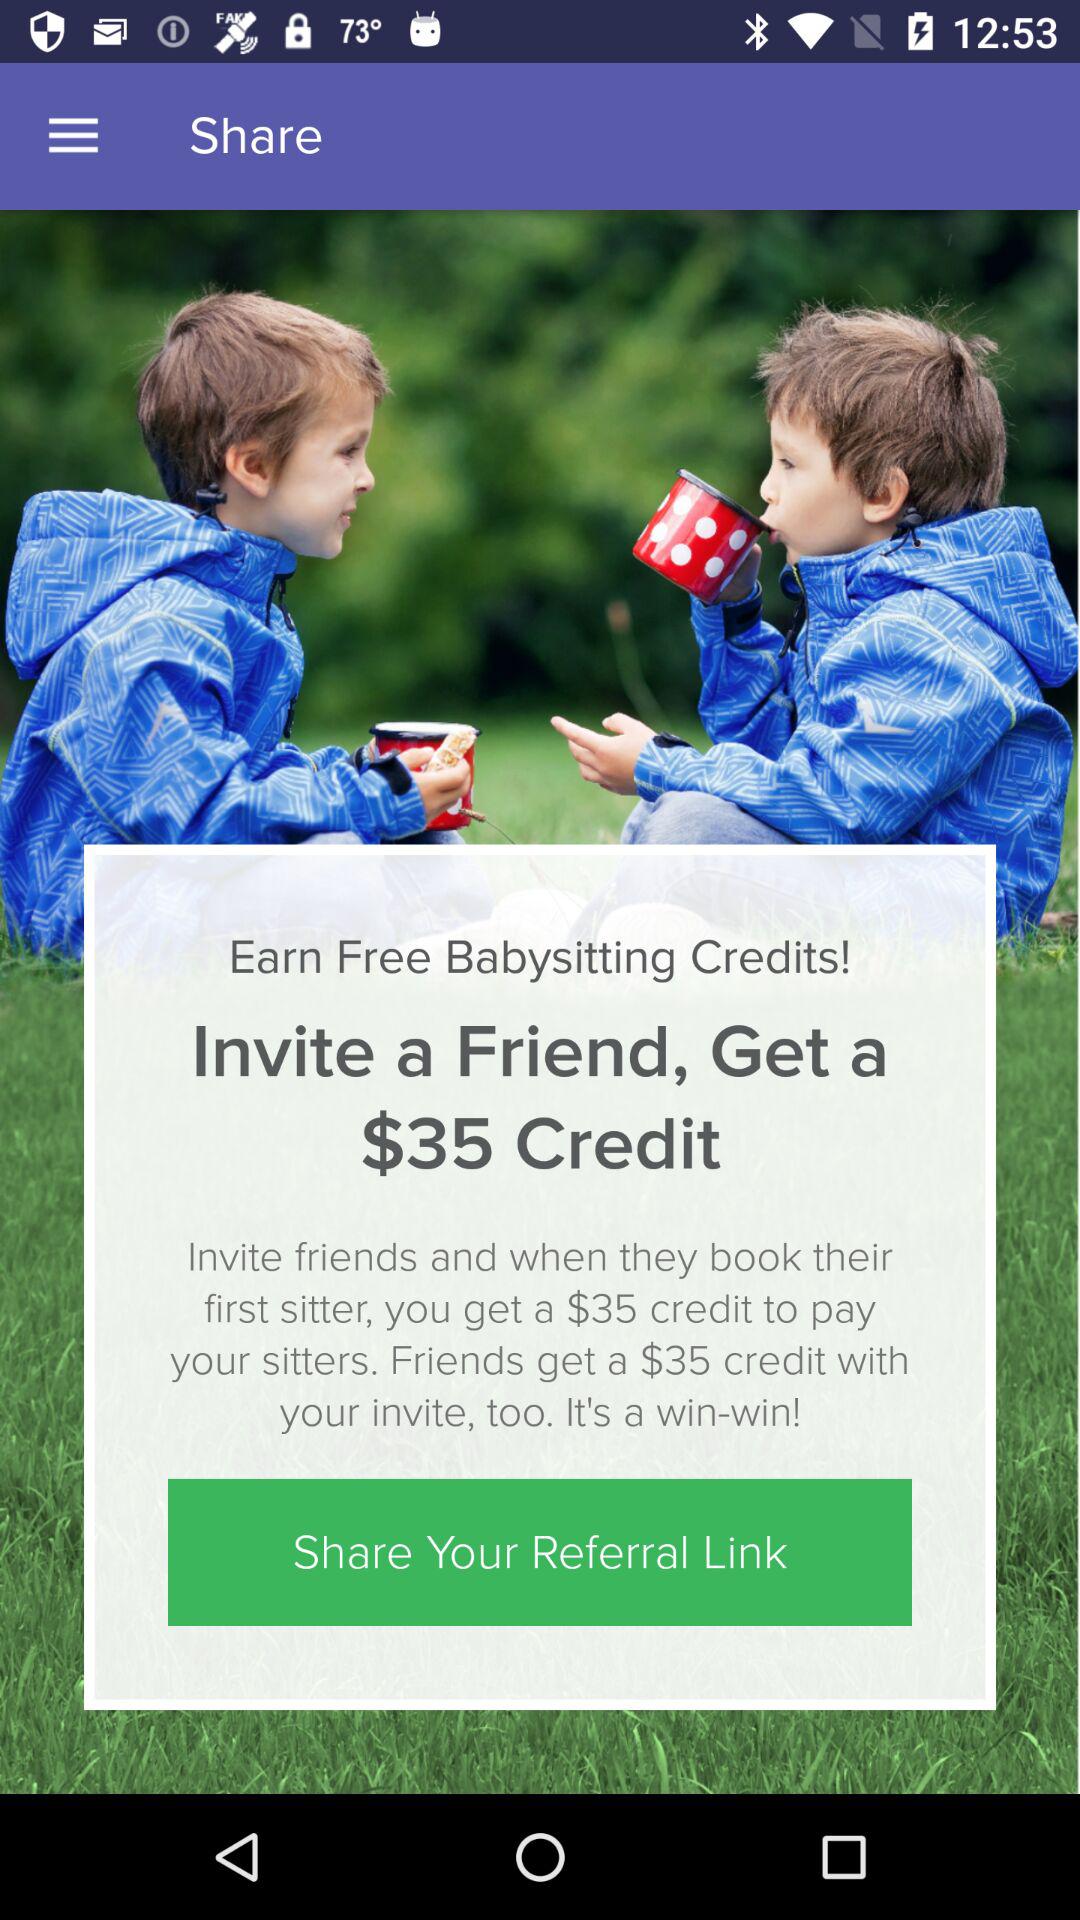 FAKE 73° 12:53
Share
Earn Free Babysitting Credits!
Invite a Friend, Get a
$35 Credit
Invite friends and when they book their
first sitter, you get a $35 credit to pay
your sitters. Friends get a $35 credit with
your invite, too. It's a win-win!
Share Your Referral Link